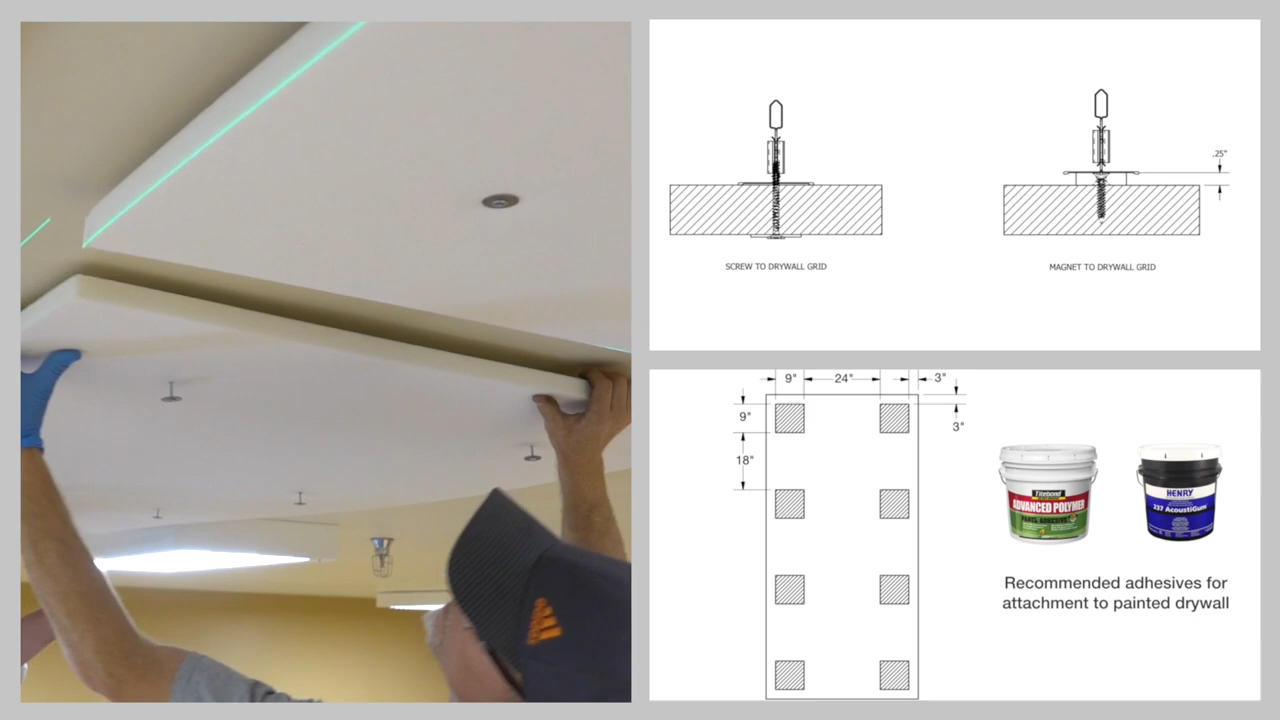 .25"
SCREW TO DRYWALL GRID
MAGNET TO DRYWALL GRID
9"
24"
3"
9"
3"
18"
Titebond
ADVANCED POLYMER
PANEL ADHESIVE
HENRY
237 AcoustiGum
Recommended adhesives for
attachment to painted drywall